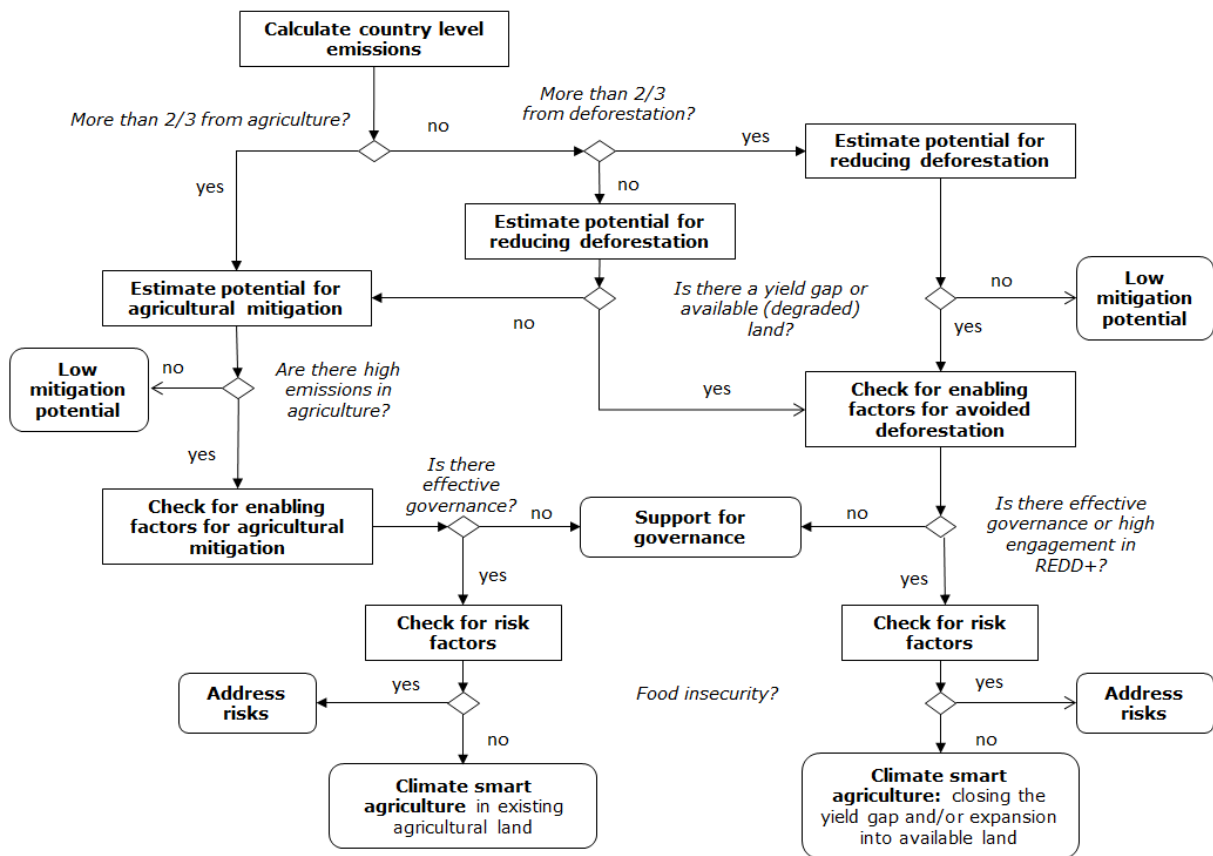 Calculate country level
emissions
More than 2/3 from agriculture?
no
More than 2/3
from deforestation?
yes
Estimate potential for
reducing deforestation
yes
no
Estimate potential for
reducing deforestation
Estimate potential for
agricultural mitigation
no
Is there a yield gap or
available (degraded)
land?
no
yes
Low
mitigation
potential
Low
mitigation
potential
no
Are there high
emissions in
agriculture?
yes
Check for enabling
factors for avoided
deforestation
yes
Is there
effective
governance?
Check for enabling
factors for agricultural
mitigation
no
Support for
governance
no
Is there effective
governance or high
engagement in
REDD+?
yes
yes
Check for risk
factors
Check for risk
factors
Address
risks
yes
Food insecurity?
yes
Address
risks
no
no
Climate smart
agriculture in existing
agricultural land
Climate smart
agriculture: closing the
yield gap and/or expansion
into available land